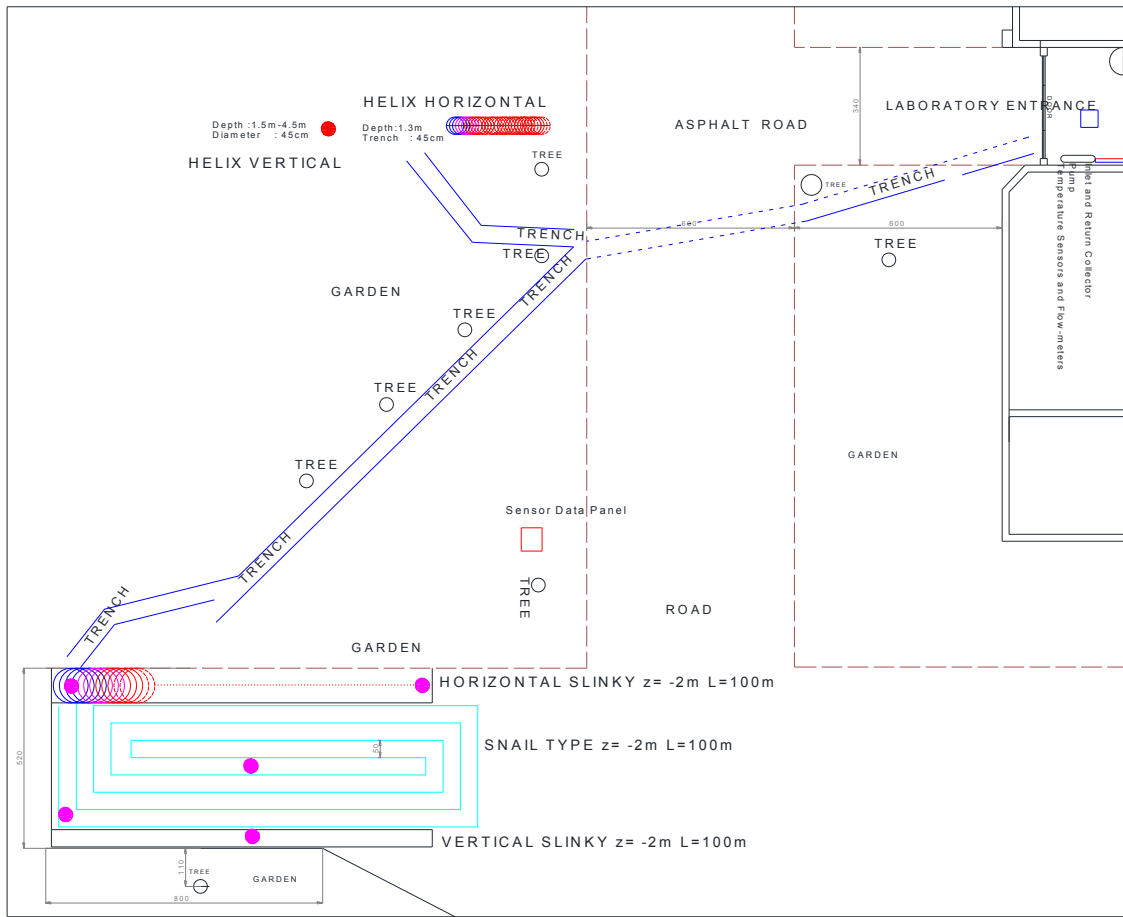 HELIX HORIZONTAL
Depth :1.5m-4.5m
Diameter : 45cm
Depth:1.3m
Trench : 45cm
HELIX VERTICAL
TREE
ASPHALT ROAD
340
LABORATORY ENTRANCE
DOOR
TREE
TRENCH
Inlet and Return Collector
Pump
Temperature Sensors and Flow-meters
600
600
TRENCH
TREE
TREE
TRENCH
GARDEN
TREE
TRENCH
TREE
TREE
GARDEN
Sensor Data Panel
TRENCH
TREE
TRENCH
ROAD
GARDEN
HORIZONTAL SLINKY z= -2m L=100m
520
50
SNAIL TYPE z= -2m L=100m
VERTICAL SLINKY z= -2m L=100m
110
TREE
GARDEN
800